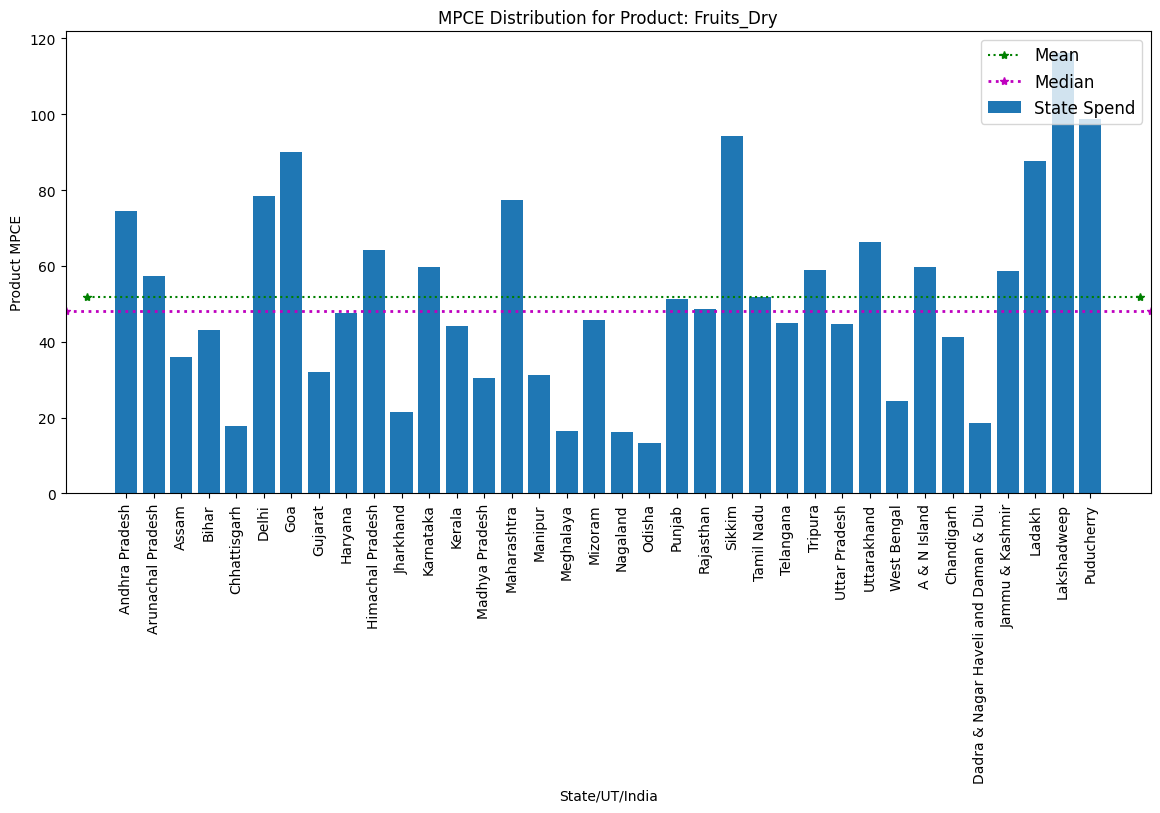 MPCE Distribution for Product: Fruits_Dry
120
100
80
60
40
20
0
Product MPCE
Mean
Median
State Spend
Andhra Pradesh
Arunachal Pradesh
Assam
Bihar
Chhattisgarh
Delhi
Goa
Gujarat
Haryana
Himachal Pradesh
Jharkhand
Karnataka
Kerala
Madhya Pradesh
Maharashtra
Manipur
Meghalaya
Mizoram
Nagaland
Odisha
Punjab
Rajasthan
Sikkim
Tamil Nadu
Telangana
Tripura
Uttar Pradesh
Uttarakhand
West Bengal
A & N Island
Chandigarh
Dadra & Nagar Haveli and Daman & Diu
Jammu & Kashmir
Ladakh
Lakshadweep
Puducherry
State/UT/India